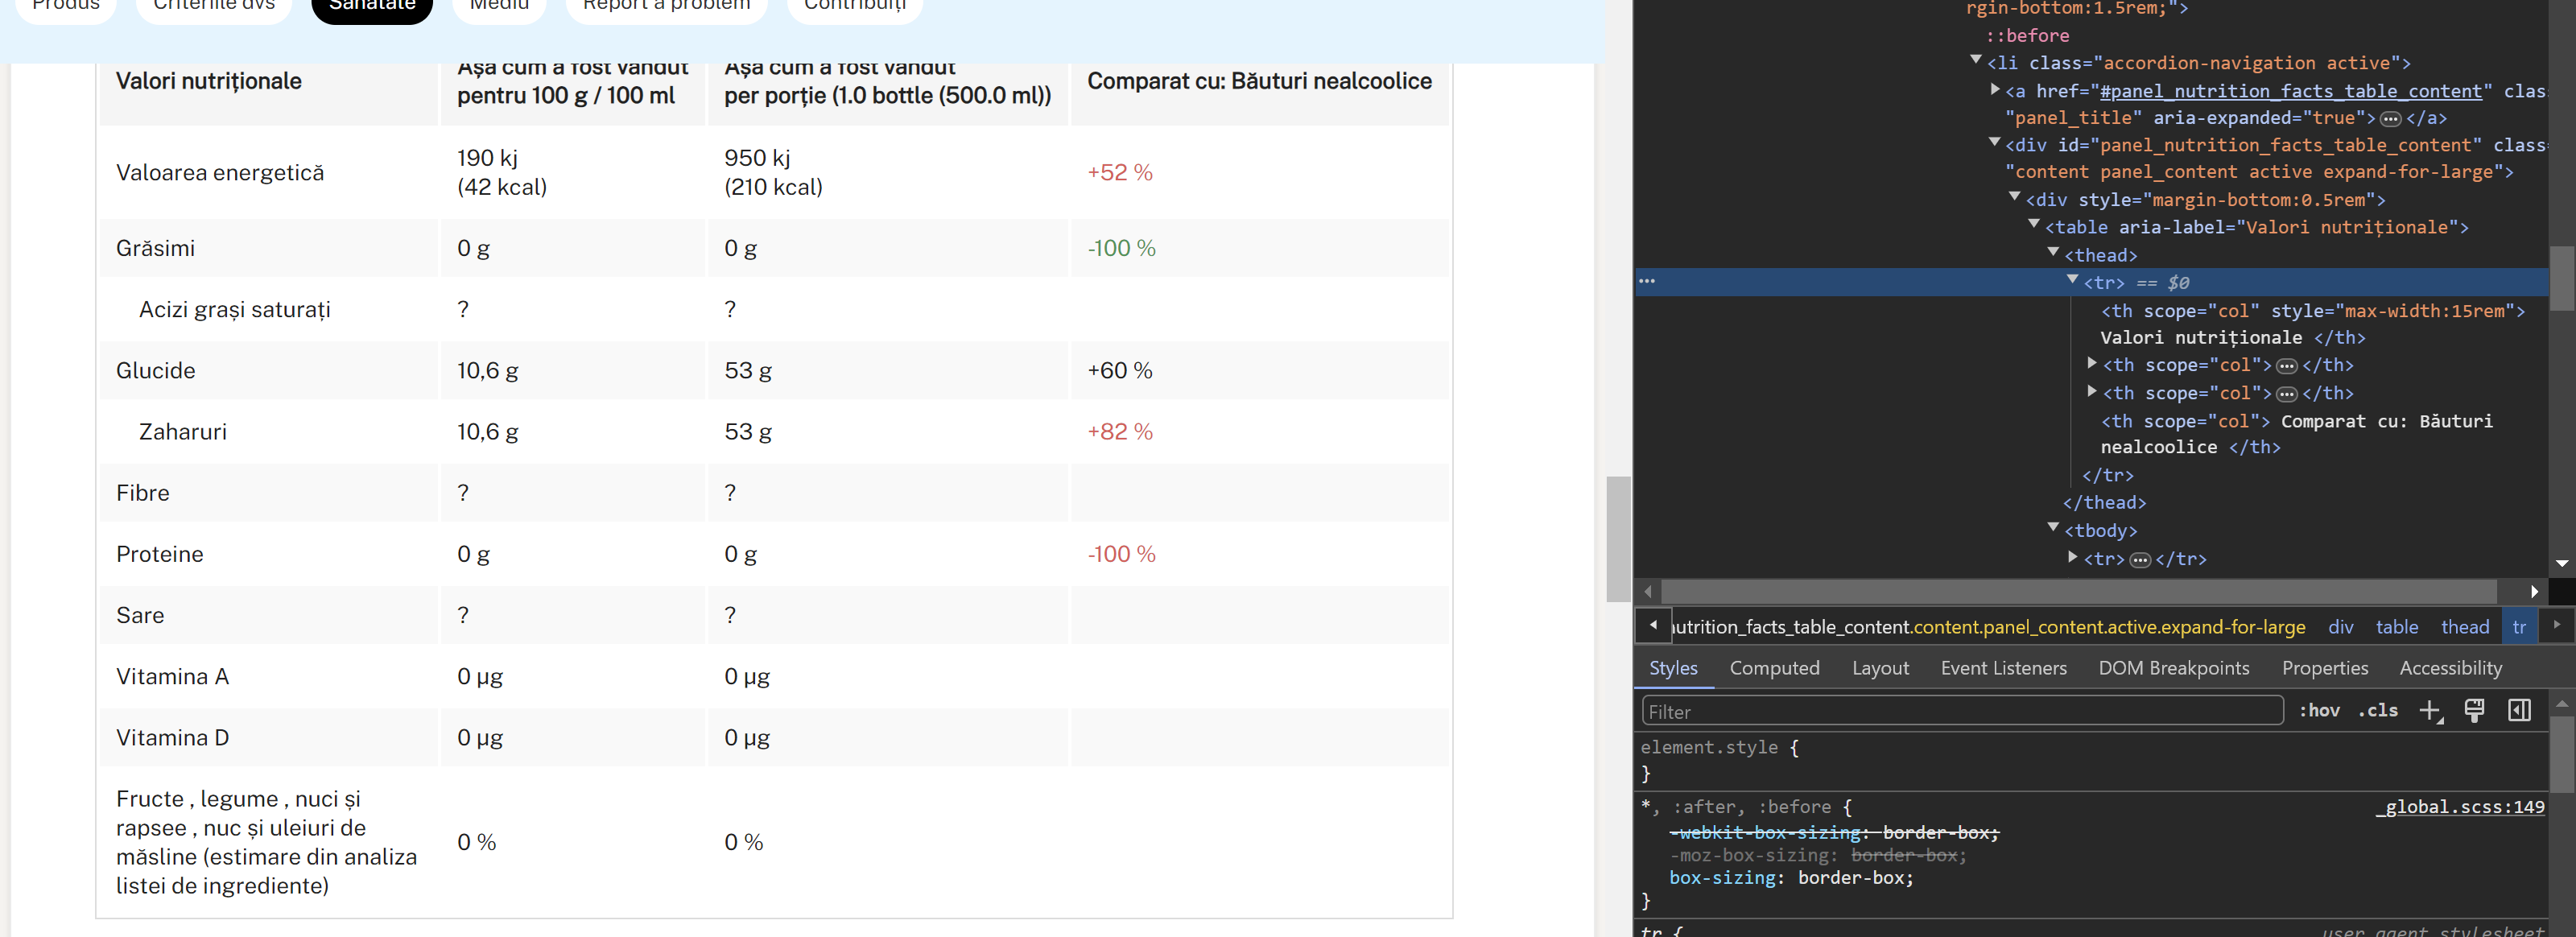 Produs Criteriile dvs Sănătate Mediu Report a problem Contribuiți
Valori nutriționale
Așa cum a fost vândut
pentru 100 g / 100 ml
Așa cum a fost vândut
per porție (1.0 bottle (500.0 ml))
Comparat cu: Băuturi nealcoolice
Valoarea energetică
190 kj
(42 kcal)
950 kj
(210 kcal)
+52 %
Grăsimi 0 g 0 g -100 %
Acizi grași saturați ? ?
Glucide 10,6 g 53 g +60 %
Zaharuri 10,6 g 53 g +82 %
Fibre ? ?
Proteine 0 g 0 g -100 %
Sare ? ?
Vitamina A 0 µg 0 µg
Vitamina D 0 µg 0 µg
Fructe , legume , nuci și
rapsee , nuc și uleiuri de
măsline (estimare din analiza
listei de ingrediente)
0 % 0 %
rgin-bottom:1.5rem;">
::before
<li class="accordion-navigation active">
<a href="#panel_nutrition_facts_table_content" clas
"panel_title" aria-expanded="true"> ••• </a>
<div id="panel_nutrition_facts_table_content" class
"content panel_content active expand-for-large">
<div style="margin-bottom:0.5rem">
<table aria-label="Valori nutriționale">
<thead>
••• <tr> == $0
<th scope="col" style="max-width:15rem">
Valori nutriționale </th>
<th scope="col"> ••• </th>
<th scope="col"> ••• </th>
<th scope="col"> Comparat cu: Băuturi
nealcoolice </th>
</tr>
</thead>
<tbody>
<tr> ••• </tr>
utrition_facts_table_content.content.panel_content.active.expand-for-large div table thead tr
Styles Computed Layout Event Listeners DOM Breakpoints Properties Accessibility
Filter :hov .cls
element.style {
}
*, :after, :before { _global.scss:149
-webkit-box-sizing: border-box;
-moz-box-sizing: border-box;
box-sizing: border-box;
}
tr { user agent stylesheet